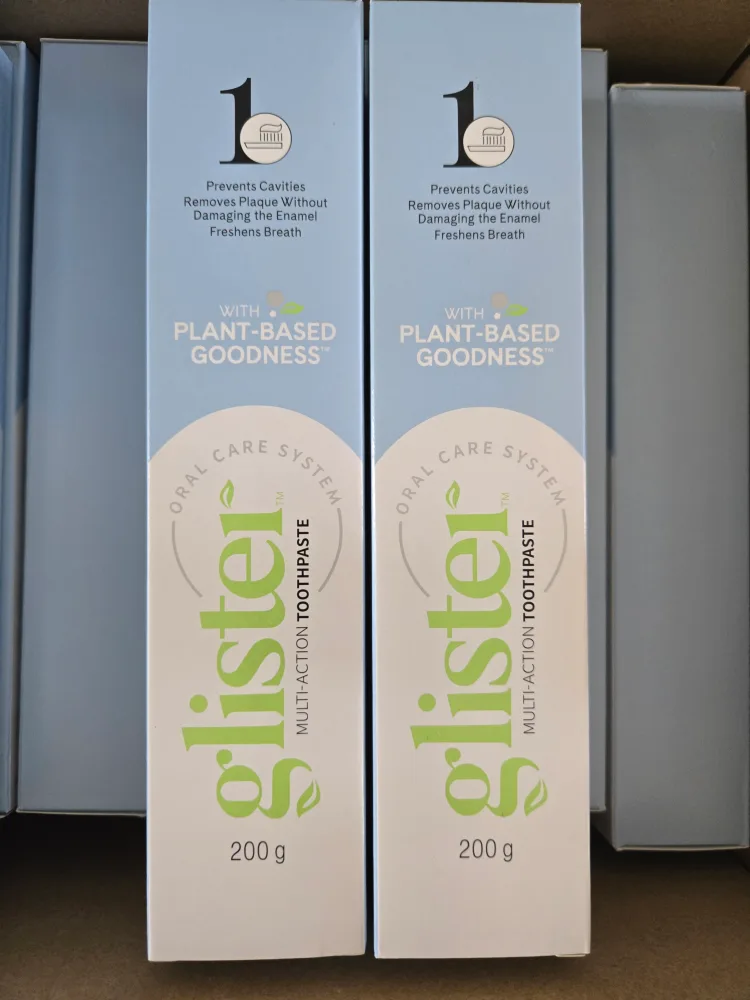 1
Prevents Cavities
Removes Plaque Without
Damaging the Enamel
Freshens Breath
WITH
PLANT-BASED
GOODNESS™
ORAL CARE SYSTEM
glister™
MULTI-ACTION TOOTHPASTE
200 g
1
Prevents Cavities
Removes Plaque Without
Damaging the Enamel
Freshens Breath
WITH
PLANT-BASED
GOODNESS™
ORAL CARE SYSTEM
glister™
MULTI-ACTION TOOTHPASTE
200 g